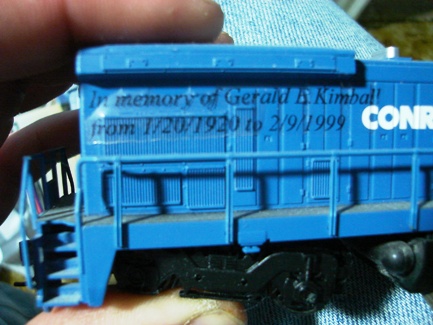 In memory of Gerald E Kimball
from 1/20/1920 to 2/9/1999
CONR